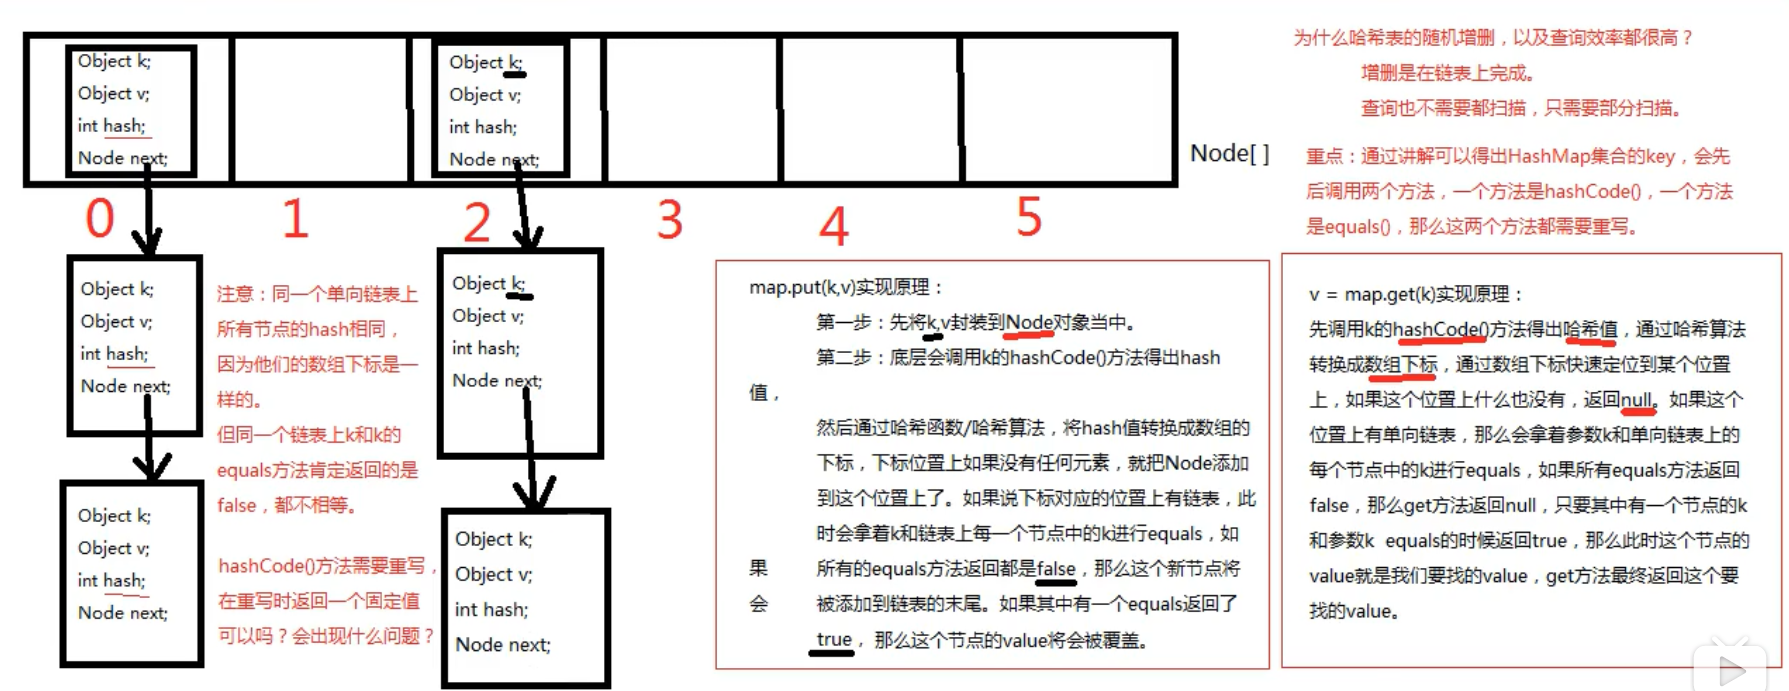 Object k;
Object v;
int hash;
Node next;
Object k;
Object v;
int hash;
Node next;
Node[ ]
0
1
2
3
4
5
Object k;
Object v;
int hash;
Node next;
Object k;
Object v;
int hash;
Node next;
Object k;
Object v;
int hash;
Node next;
Object k;
Object v;
int hash;
Node next;
注意：同一个单向链表上
所有节点的hash相同，
因为他们的数组下标是一
样的。
但同一个链表上k和k的
equals方法肯定返回的是
false，都不相等。
hashCode()方法需要重写，
在重写时返回一个固定值
可以吗？会出现什么问题？
为什么哈希表的随机增删，以及查询效率都很高？
增删是在链表上完成。
查询也不需要都扫描，只需要部分扫描。
重点：通过讲解可以得出HashMap集合的key，会先
后调用两个方法，一个方法是hashCode()，一个方法
是equals()，那么这两个方法都需要重写。
map.put(k,v)实现原理：
第一步：先将k,v封装到Node对象当中。
第二步：底层会调用k的hashCode()方法得出hash
值，
然后通过哈希函数/哈希算法，将hash值转换成数组的
下标，下标位置上如果没有任何元素，就把Node添加
到这个位置上了。如果说下标对应的位置上有链表，此
时会拿着k和链表上每一个节点中的k进行equals，如
果 所有的equals方法返回都是false，那么这个新节点将
会 被添加到链表的末尾。如果其中有一个equals返回了
true，那么这个节点的value将会被覆盖。
v = map.get(k)实现原理：
先调用k的hashCode()方法得出哈希值，通过哈希算法
转换成数组下标，通过数组下标快速定位到某个位置
上，如果这个位置上什么也没有，返回null。如果这个
位置上有单向链表，那么会拿着参数k和单向链表上的
每个节点中的k进行equals，如果所有equals方法返回
false，那么get方法返回null，只要其中有一个节点的k
和参数k equals的时候返回true，那么此时这个节点的
value就是我们要找的value，get方法最终返回这个要
找的value。